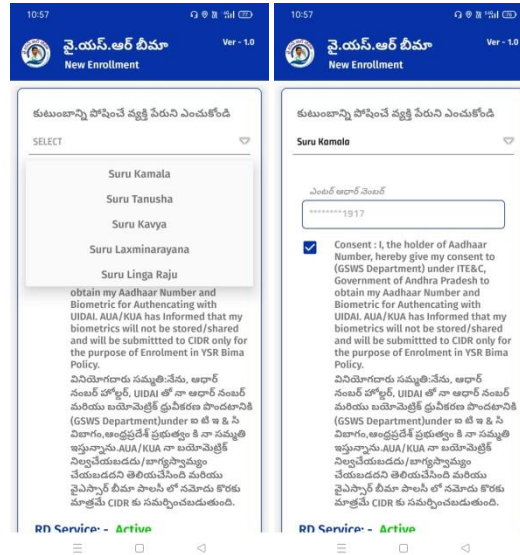 10:57
వై.యస్.ఆర్ బీమా
Ver - 1.0
New Enrollment
కుటుంబాన్ని పోషించే వ్యక్తి పేరుని ఎంచుకోండి
SELECT
Suru Kamala
Suru Tanusha
Suru Kavya
Suru Laxminarayana
Suru Linga Raju
obtain my Aadhaar Number and
Biometric for Authencating with
UIDAI. AUA/KUA has Informed that my
biometrics will not be stored/shared
and will be submittted to CIDR only for
the purpose of Enrolment in YSR Bima
Policy.
వినియోగదారు సమ్మతి:నేను, ఆధార్
నంబర్ హోల్డర్, UIDAI తో నా ఆధార్ నంబర్
మరియు బయోమెట్రిక్ ధ్రువీకరణ పొందటానికి
(GSWS Department)under ఐ టి ఇ & సి
విబాగం,ఆంధ్రప్రదేశ్ ప్రభుత్వం కి నా సమ్మతి
ఇస్తున్నాను.AUA/KUA నా బయోమెట్రిక్
నిల్వచేయబడదు/బాగ్యస్వామ్యం
చేయబడదని తెలియచేసింది మరియు
వైఎస్సార్ బీమా పాలసీ లో నమోదు కొరకు
మాత్రమే CIDR కు సమర్పించబడుతుంది.
RD Service: - Active
10:57
వై.యస్.ఆర్ బీమా
Ver - 1.0
New Enrollment
కుటుంబాన్ని పోషించే వ్యక్తి పేరుని ఎంచుకోండి
Suru Kamala
ఎంటర్ ఆధార్ నెంబర్
********1917
Consent : I, the holder of Aadhaar
Number, hereby give my consent to
(GSWS Department) under ITE&C,
Government of Andhra Pradesh to
obtain my Aadhaar Number and
Biometric for Authencating with
UIDAI. AUA/KUA has Informed that my
biometrics will not be stored/shared
and will be submittted to CIDR only for
the purpose of Enrolment in YSR Bima
Policy.
వినియోగదారు సమ్మతి:నేను, ఆధార్
నంబర్ హోల్డర్, UIDAI తో నా ఆధార్ నంబర్
మరియు బయోమెట్రిక్ ధ్రువీకరణ పొందటానికి
(GSWS Department)under ఐ టి ఇ & సి
విబాగం,ఆంధ్రప్రదేశ్ ప్రభుత్వం కి నా సమ్మతి
ఇస్తున్నాను.AUA/KUA నా బయోమెట్రిక్
నిల్వచేయబడదు/బాగ్యస్వామ్యం
చేయబడదని తెలియచేసింది మరియు
వైఎస్సార్ బీమా పాలసీ లో నమోదు కొరకు
మాత్రమే CIDR కు సమర్పించబడుతుంది.
RD Service: - Active